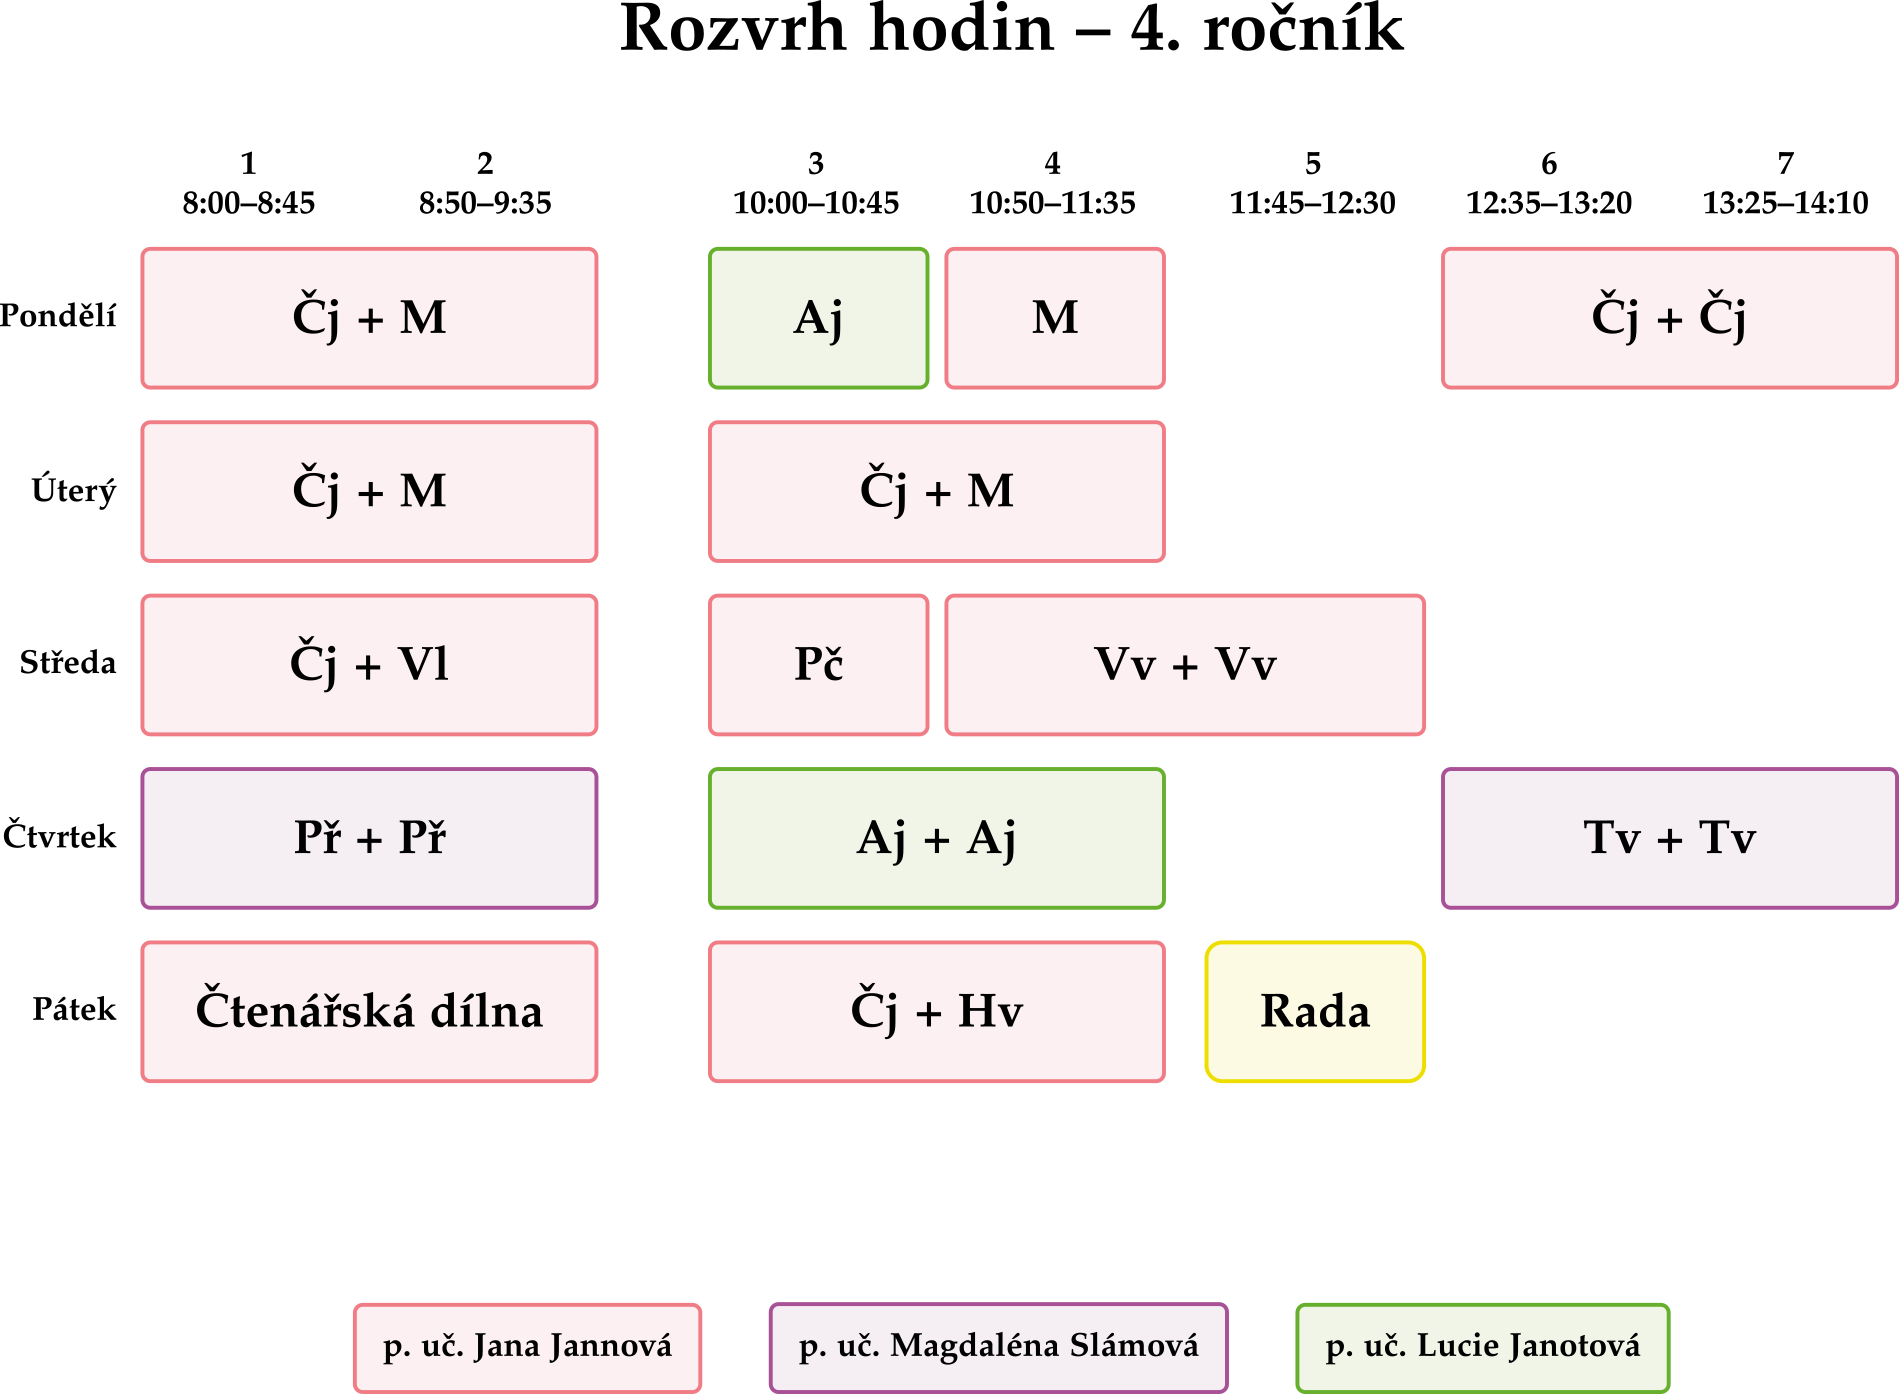 Rozvrh hodin – 4. ročník
1 2 3 4 5 6 7
8:00–8:45 8:50–9:35 10:00–10:45 10:50–11:35 11:45–12:30 12:35–13:20 13:25–14:10
Pondělí Čj + M Aj M Čj + Čj
Úterý Čj + M Čj + M
Středa Čj + Vl Pč Vv + Vv
Čtvrtek Př + Př Aj + Aj Tv + Tv
Pátek Čtenářská dílna Čj + Hv Rada
p. uč. Jana Jannová p. uč. Magdaléna Slámová p. uč. Lucie Janotová